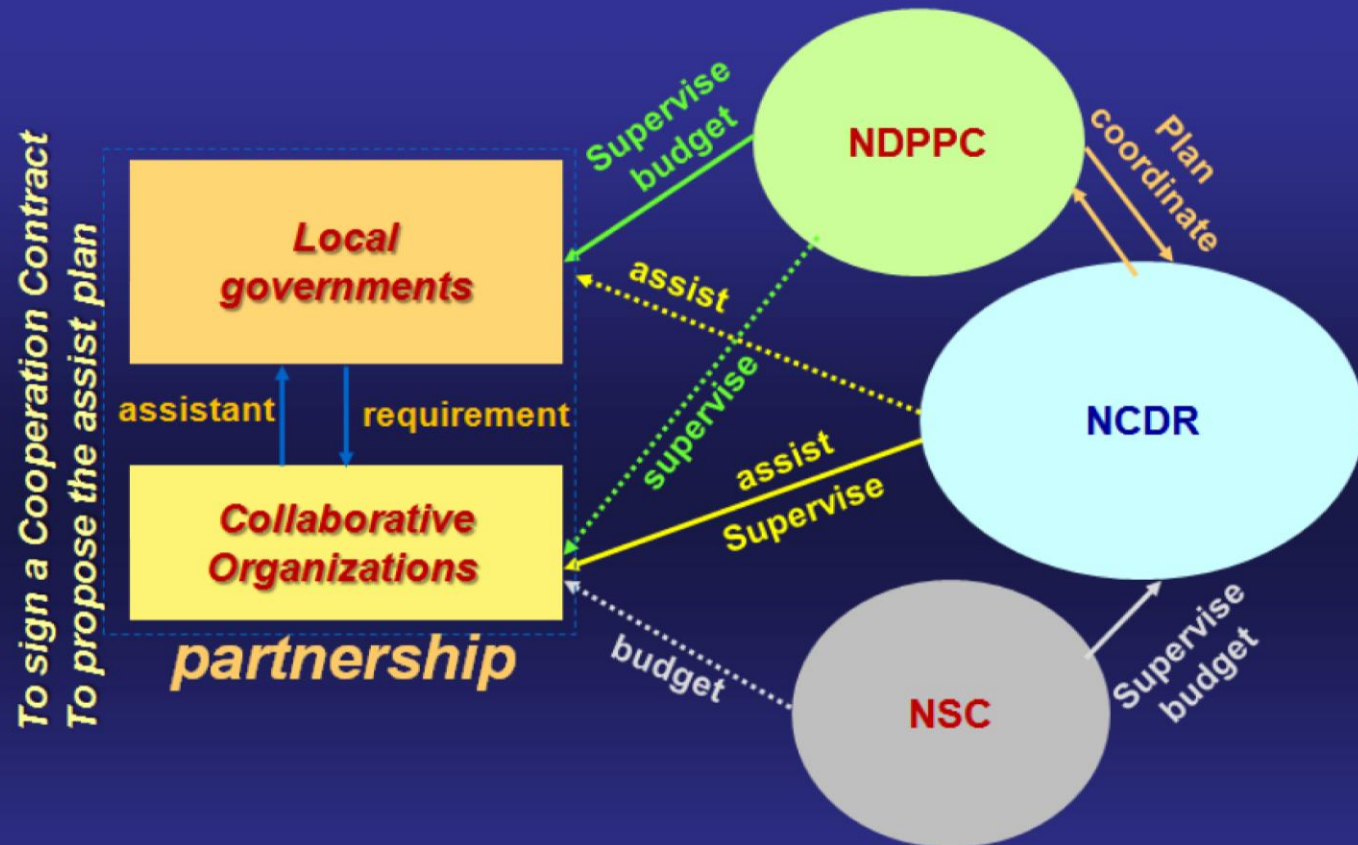 To sign a Cooperation Contract
To propose the assist plan
Local
governments
assistant
requirement
Collaborative
Organizations
partnership
Supervise
budget
NDPPC
Plan
coordinate
assist
supervise
NCDR
assist
Supervise
budget
NSC
Supervise
budget